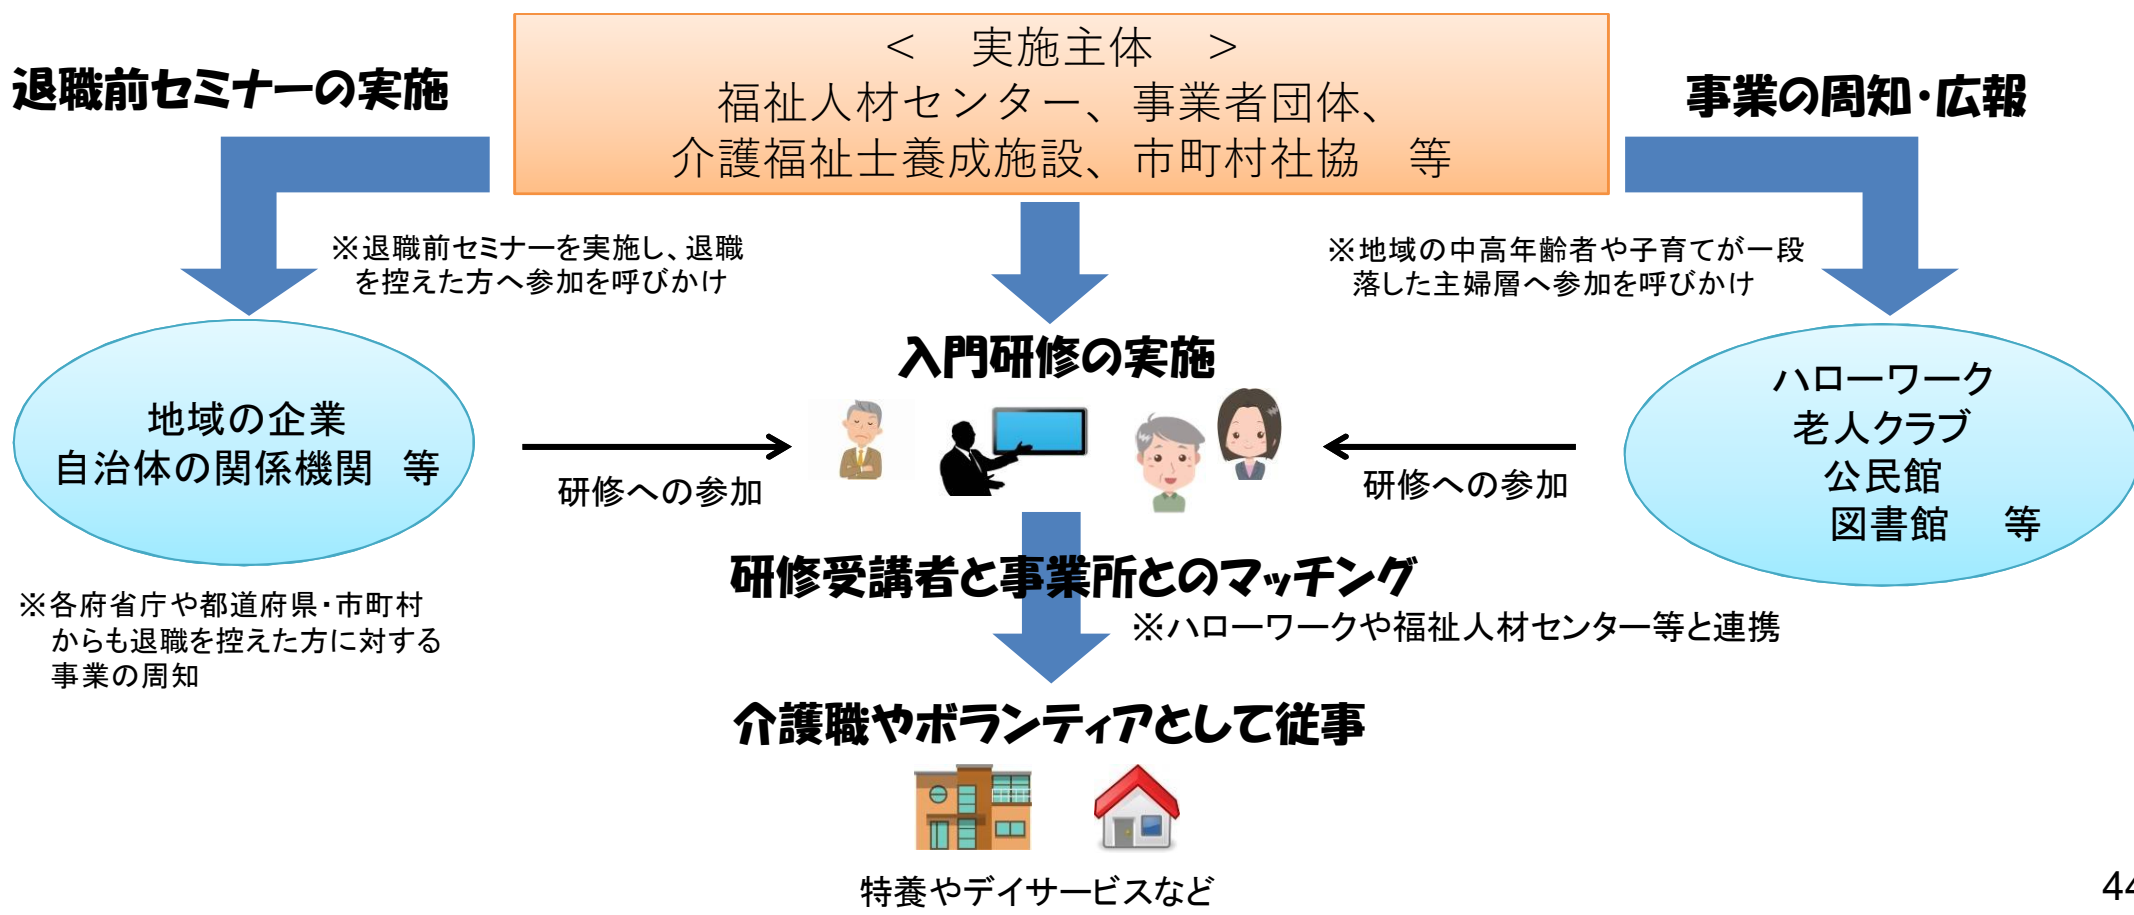 ＜　実施主体　＞
福祉人材センター、事業者団体、
介護福祉士養成施設、市町村社協　等
退職前セミナーの実施
事業の周知・広報
※退職前セミナーを実施し、退職
を控えた方へ参加を呼びかけ
※地域の中高年齢者や子育てが一段
落した主婦層へ参加を呼びかけ
入門研修の実施
地域の企業
自治体の関係機関　等
研修への参加
研修への参加
ハローワーク
老人クラブ
公民館
図書館　等
※各府省庁や都道府県・市町村
からも退職を控えた方に対する
事業の周知
研修受講者と事業所とのマッチング
※ハローワークや福祉人材センター等と連携
介護職やボランティアとして従事
特養やデイサービスなど
44